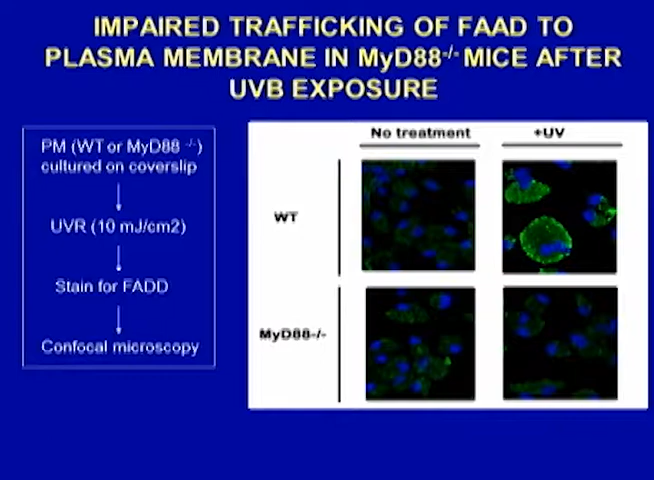 IMPAIRED TRAFFICKING OF FAAD TO
PLASMA MEMBRANE IN MyD88-/- MICE AFTER
UVB EXPOSURE
PM (WT or MyD88 -/-)
cultured on coverslip
UVR (10 mJ/cm2)
Stain for FADD
Confocal microscopy
No treatment
+UV
WT
MyD88-/-